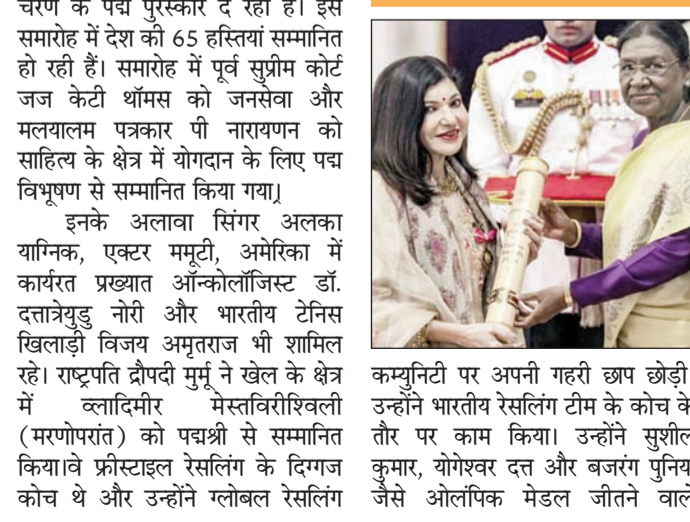 चरण के पद्म पुरस्कार दे रही हैं। इस
समारोह में देश की 65 हस्तियां सम्मानित
हो रही हैं। समारोह में पूर्व सुप्रीम कोर्ट
जज केटी थॉमस को जनसेवा और
मलयालम पत्रकार पी नारायणन को
साहित्य के क्षेत्र में योगदान के लिए पद्म
विभूषण से सम्मानित किया गया।
इनके अलावा सिंगर अलका
याग्निक, एक्टर ममूटी, अमेरिका में
कार्यरत प्रख्यात ऑन्कोलॉजिस्ट डॉ.
दत्तात्रेयुडु नोरी और भारतीय टेनिस
खिलाड़ी विजय अमृतराज भी शामिल
रहे। राष्ट्रपति द्रौपदी मुर्मू ने खेल के क्षेत्र
में व्लादिमीर मेस्तविरीश्विली
(मरणोपरांत) को पद्मश्री से सम्मानित
किया।वे फ्रीस्टाइल रेसलिंग के दिग्गज
कोच थे और उन्होंने ग्लोबल रेसलिंग
कम्युनिटी पर अपनी गहरी छाप छोड़ी
उन्होंने भारतीय रेसलिंग टीम के कोच के
तौर पर काम किया। उन्होंने सुशील
कुमार, योगेश्वर दत्त और बजरंग पुनिय
जैसे ओलंपिक मेडल जीतने वाले